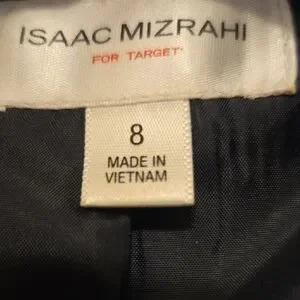 ISAAC MIZRAHI
FOR TARGET
8
MADE IN
VIETNAM